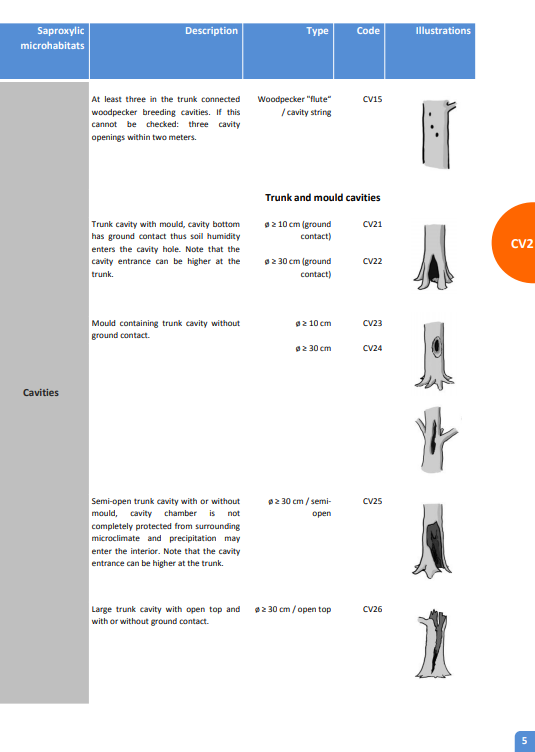 Saproxylic microhabitats Description Type Code Illustrations
At least three in the trunk connected Woodpecker "flute" CV15
woodpecker breeding cavities. If this / cavity string
cannot be checked: three cavity
openings within two meters.
Trunk and mould cavities
CV2
Trunk cavity with mould, cavity bottom ø ≥ 10 cm (ground CV21
has ground contact thus soil humidity contact)
enters the cavity hole. Note that the
cavity entrance can be higher at the ø ≥ 30 cm (ground CV22
trunk. contact)
Mould containing trunk cavity without ø ≥ 10 cm CV23
ground contact.
ø ≥ 30 cm CV24
Cavities
Semi-open trunk cavity with or without ø ≥ 30 cm / semi- CV25
mould, cavity chamber is not open
completely protected from surrounding
microclimate and precipitation may
enter the interior. Note that the cavity
entrance can be higher at the trunk.
Large trunk cavity with open top and ø ≥ 30 cm / open top CV26
with or without ground contact.
5